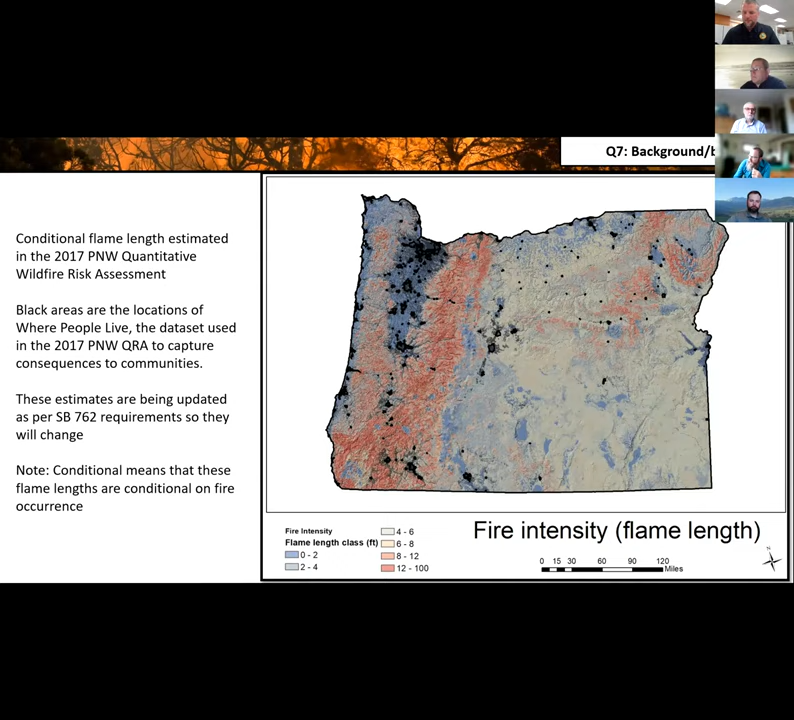 Q7: Background/
Conditional flame length estimated
in the 2017 PNW Quantitative
Wildfire Risk Assessment
Black areas are the locations of
Where People Live, the dataset used
in the 2017 PNW QRA to capture
consequences to communities.
These estimates are being updated
as per SB 762 requirements so they
will change
Note: Conditional means that these
flame lengths are conditional on fire
occurrence
Fire intensity (flame length)
Fire Intensity
Flame length class (ft)
0 - 2
2 - 4
4 - 6
6 - 8
8 - 12
12 - 100
0 15 30 60 90 120
Miles